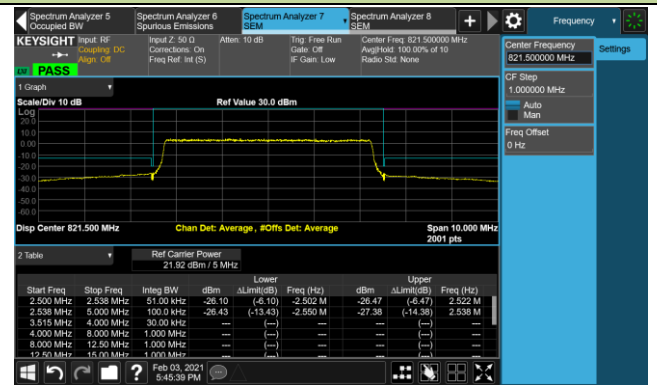 Spectrum Analyzer 5
Occupied BW
Spectrum Analyzer 6
Spurious Emissions
Spectrum Analyzer 7
SEM
Spectrum Analyzer 8
SEM
Frequency
KEYSIGHT
Input: RF
Coupling: DC
Align: Off
Input Z: 50 Ω
Corrections: On
Freq Ref: Int (S)
Atten: 10 dB
Trig: Free Run
Gate: Off
IF Gain: Low
Center Freq: 821.500000 MHz
Avg|Hold: 100.00% of 10
Radio Std: None
PASS
Center Frequency
821.500000 MHz
Settings
CF Step
1.000000 MHz
Auto
Man
Freq Offset
0 Hz
1 Graph
Scale/Div 10 dB
Ref Value 30.0 dBm
Log
20.0
10.0
0.00
-10.0
-20.0
-30.0
-40.0
-50.0
-60.0
Disp Center 821.500 MHz
Chan Det: Average , #Offs Det: Average
Span 10.000 MHz
2001 pts
2 Table
Ref Carrier Power
21.92 dBm / 5 MHz
Lower Upper
Start Freq Stop Freq Integ BW dBm ΔLimit(dB) Freq (Hz) dBm ΔLimit(dB) Freq (Hz)
2.500 MHz 2.538 MHz 51.00 kHz -26.10 (-6.10) -2.502 M -26.47 (-6.47) 2.522 M
2.538 MHz 5.000 MHz 100.0 kHz -26.43 (-13.43) -2.550 M -27.38 (-14.38) 2.538 M
3.515 MHz 4.000 MHz 30.00 kHz --- (---) --- --- (---) ---
4.000 MHz 8.000 MHz 1.000 MHz --- (---) --- --- (---) ---
8.000 MHz 12.50 MHz 1.000 MHz --- (---) --- --- (---) ---
12.50 MHz 15.00 MHz 1.000 MHz --- (---) --- --- (---) ---
Feb 03, 2021
5:45:39 PM